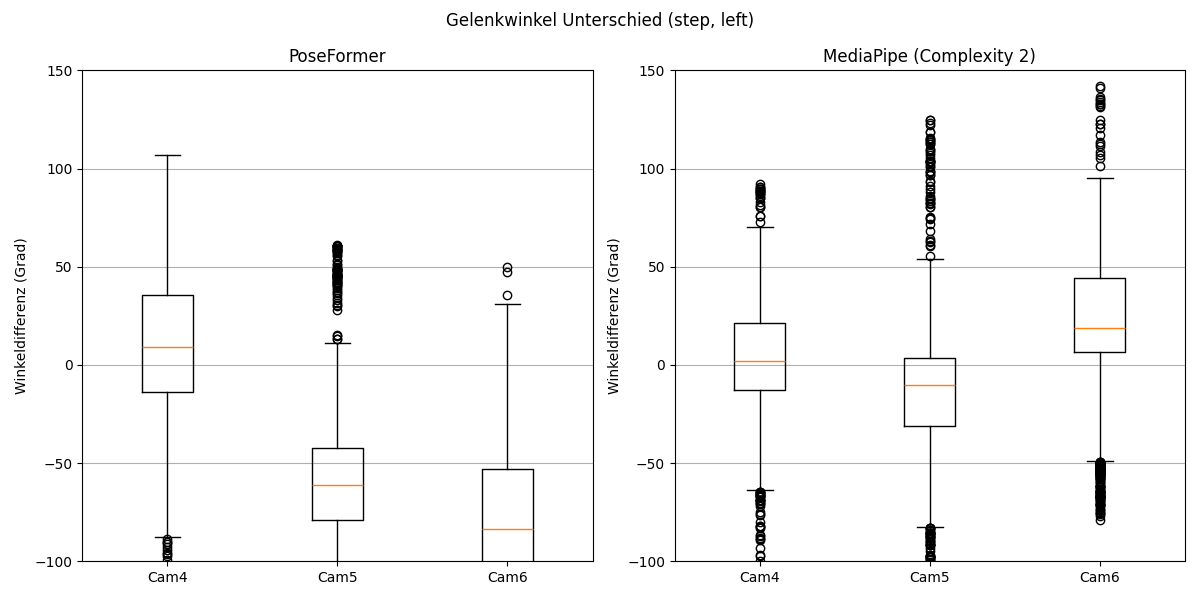 Gelenkwinkel Unterschied (step, left)
PoseFormer
Winkeldifferenz (Grad)
150
100
50
0
−50
−100
Cam4 Cam5 Cam6
MediaPipe (Complexity 2)
Winkeldifferenz (Grad)
150
100
50
0
−50
−100
Cam4 Cam5 Cam6